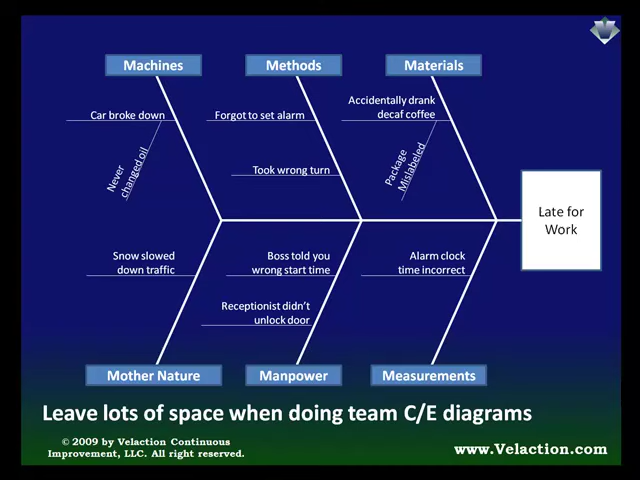 Machines
Methods
Materials
Car broke down
Never
changed oil
Forgot to set alarm
Took wrong turn
Accidentally drank
decaf coffee
Package
Mislabeled
Late for
Work
Snow slowed
down traffic
Boss told you
wrong start time
Receptionist didn't
unlock door
Alarm clock
time incorrect
Mother Nature
Manpower
Measurements
Leave lots of space when doing team C/E diagrams
© 2009 by Velaction Continuous
Improvement, LLC. All right reserved.
www.Velaction.com